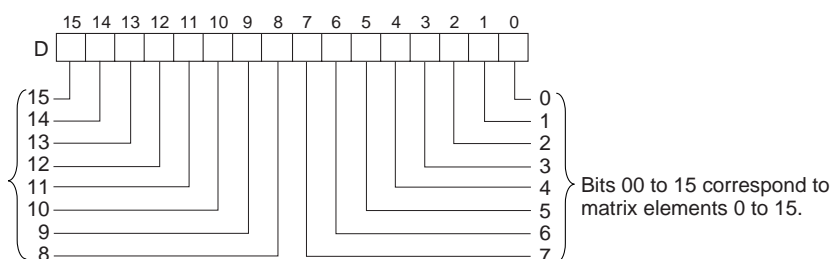 15 14 13 12 11 10 9 8 7 6 5 4 3 2 1 0
D
15 0
14 1
13 2
12 3
11 4
10 5
9 6
8 7
Bits 00 to 15 correspond to
matrix elements 0 to 15.